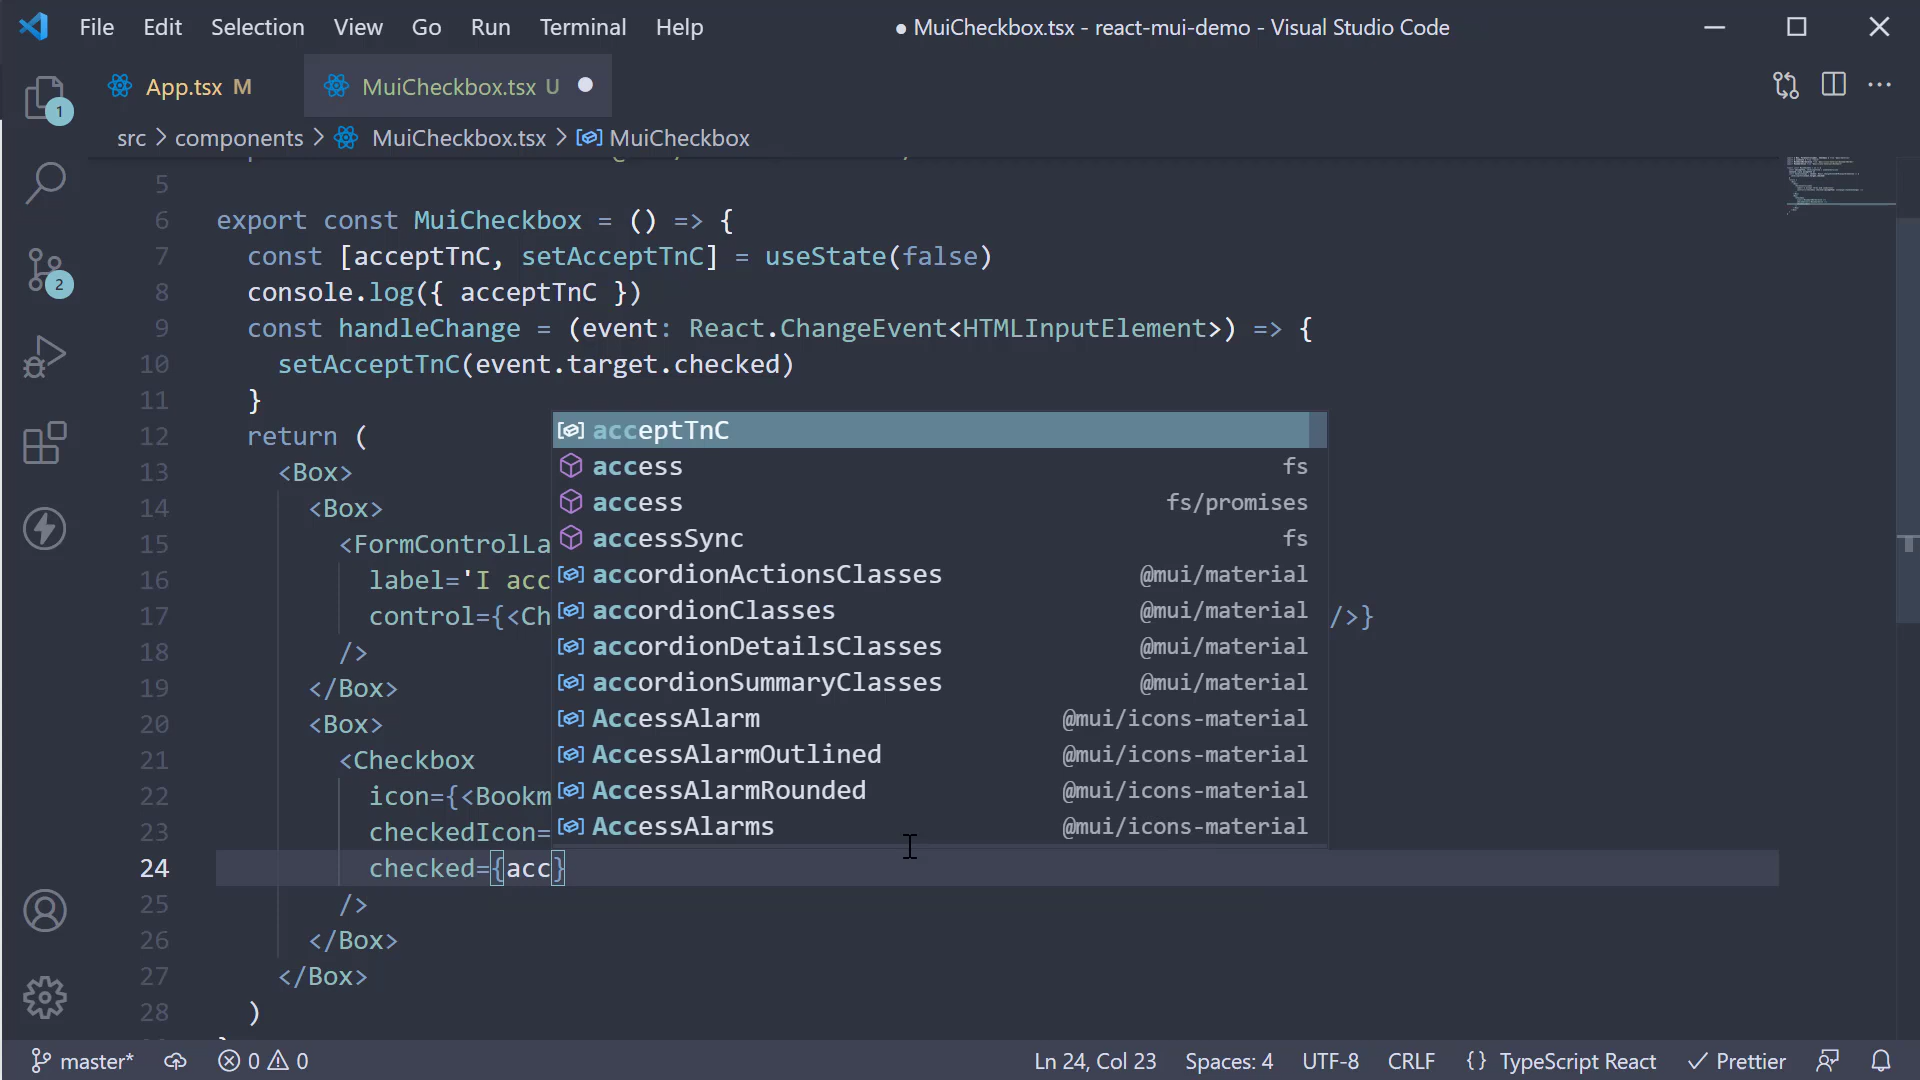 File Edit Selection View Go Run Terminal Help ● MuiCheckbox.tsx - react-mui-demo - Visual Studio Code
App.tsx M MuiCheckbox.tsx U
1
src > components > MuiCheckbox.tsx > MuiCheckbox
5
6 export const MuiCheckbox = () => {
7 const [acceptTnC, setAcceptTnC] = useState(false)
8 console.log({ acceptTnC })
2
9 const handleChange = (event: React.ChangeEvent<HTMLInputElement>) => {
10 setAcceptTnC(event.target.checked)
11 }
12 return (
acceptTnC
13 <Box>
access fs
14 <Box>
access fs/promises
15 <FormControlLa
accessSync fs
16 label='I acc
accordionActionsClasses @mui/material
17 control={<Ch
accordionClasses @mui/material
/>}
18 />
accordionDetailsClasses @mui/material
19 </Box>
accordionSummaryClasses @mui/material
20 <Box>
AccessAlarm @mui/icons-material
21 <Checkbox
AccessAlarmOutlined @mui/icons-material
22 icon={<Bookm
AccessAlarmRounded @mui/icons-material
23 checkedIcon=
AccessAlarms @mui/icons-material
24 checked={acc}
25 />
26 </Box>
27 </Box>
28 )
master* 0 0 Ln 24, Col 23 Spaces: 4 UTF-8 CRLF {} TypeScript React ✓ Prettier